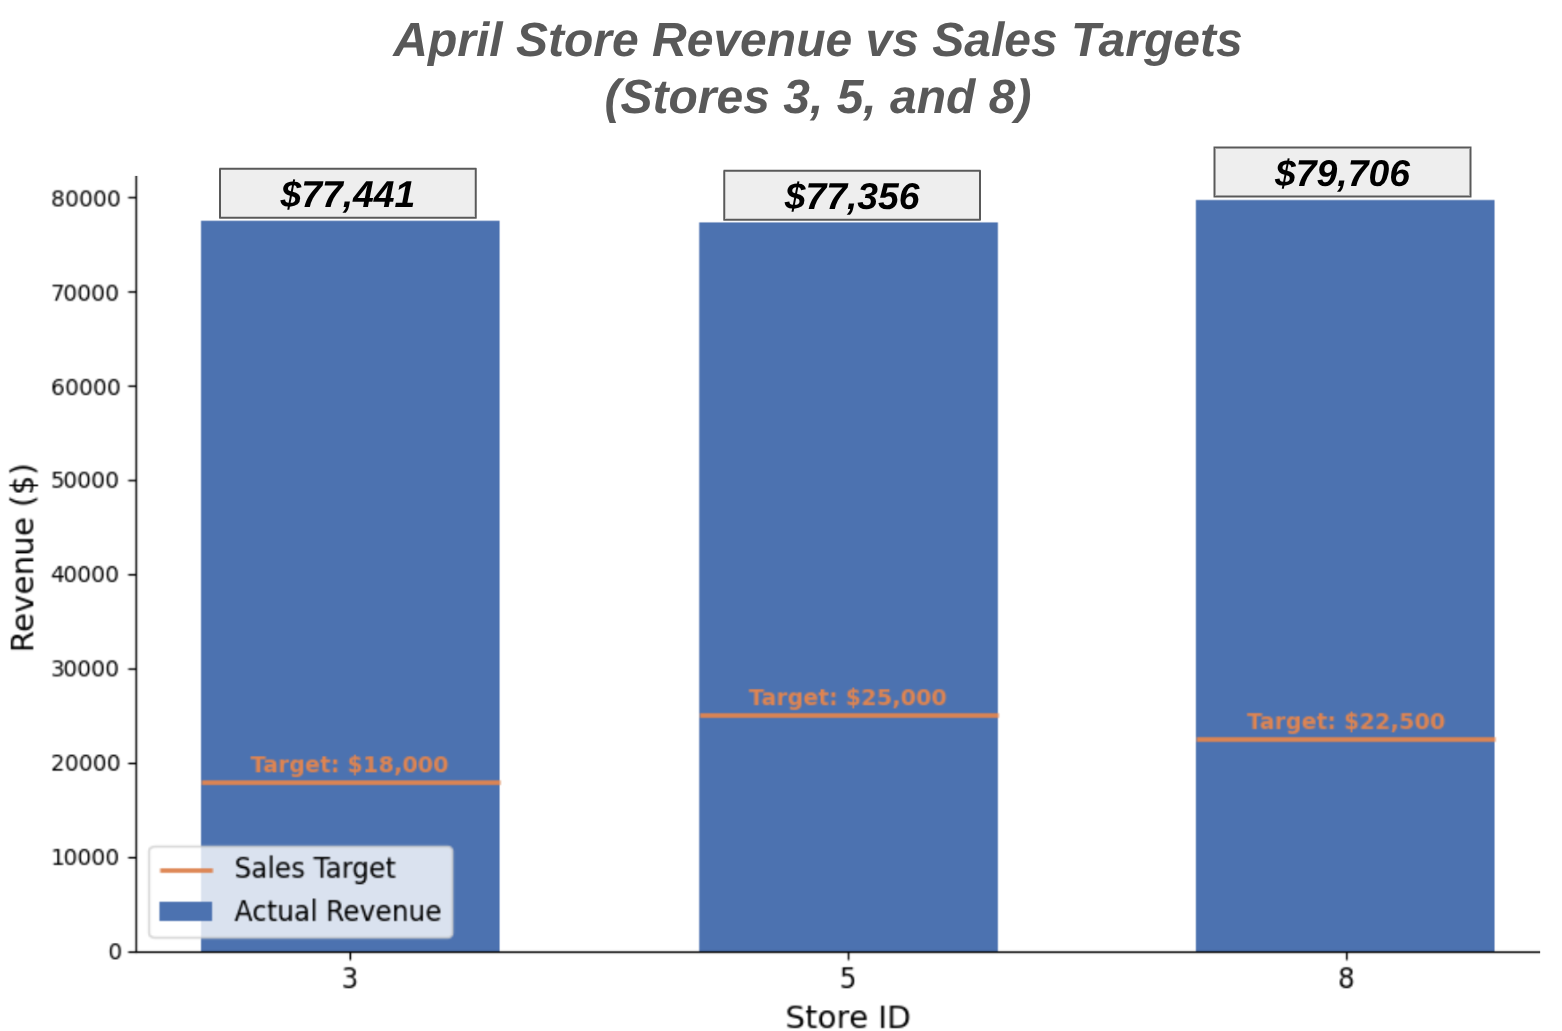 April Store Revenue vs Sales Targets
(Stores 3, 5, and 8)
$77,441
$77,356
$79,706
80000
70000
60000
50000
40000
30000
20000
10000
0
Revenue ($)
Target: $18,000
Target: $25,000
Target: $22,500
Sales Target
Actual Revenue
3
5
8
Store ID